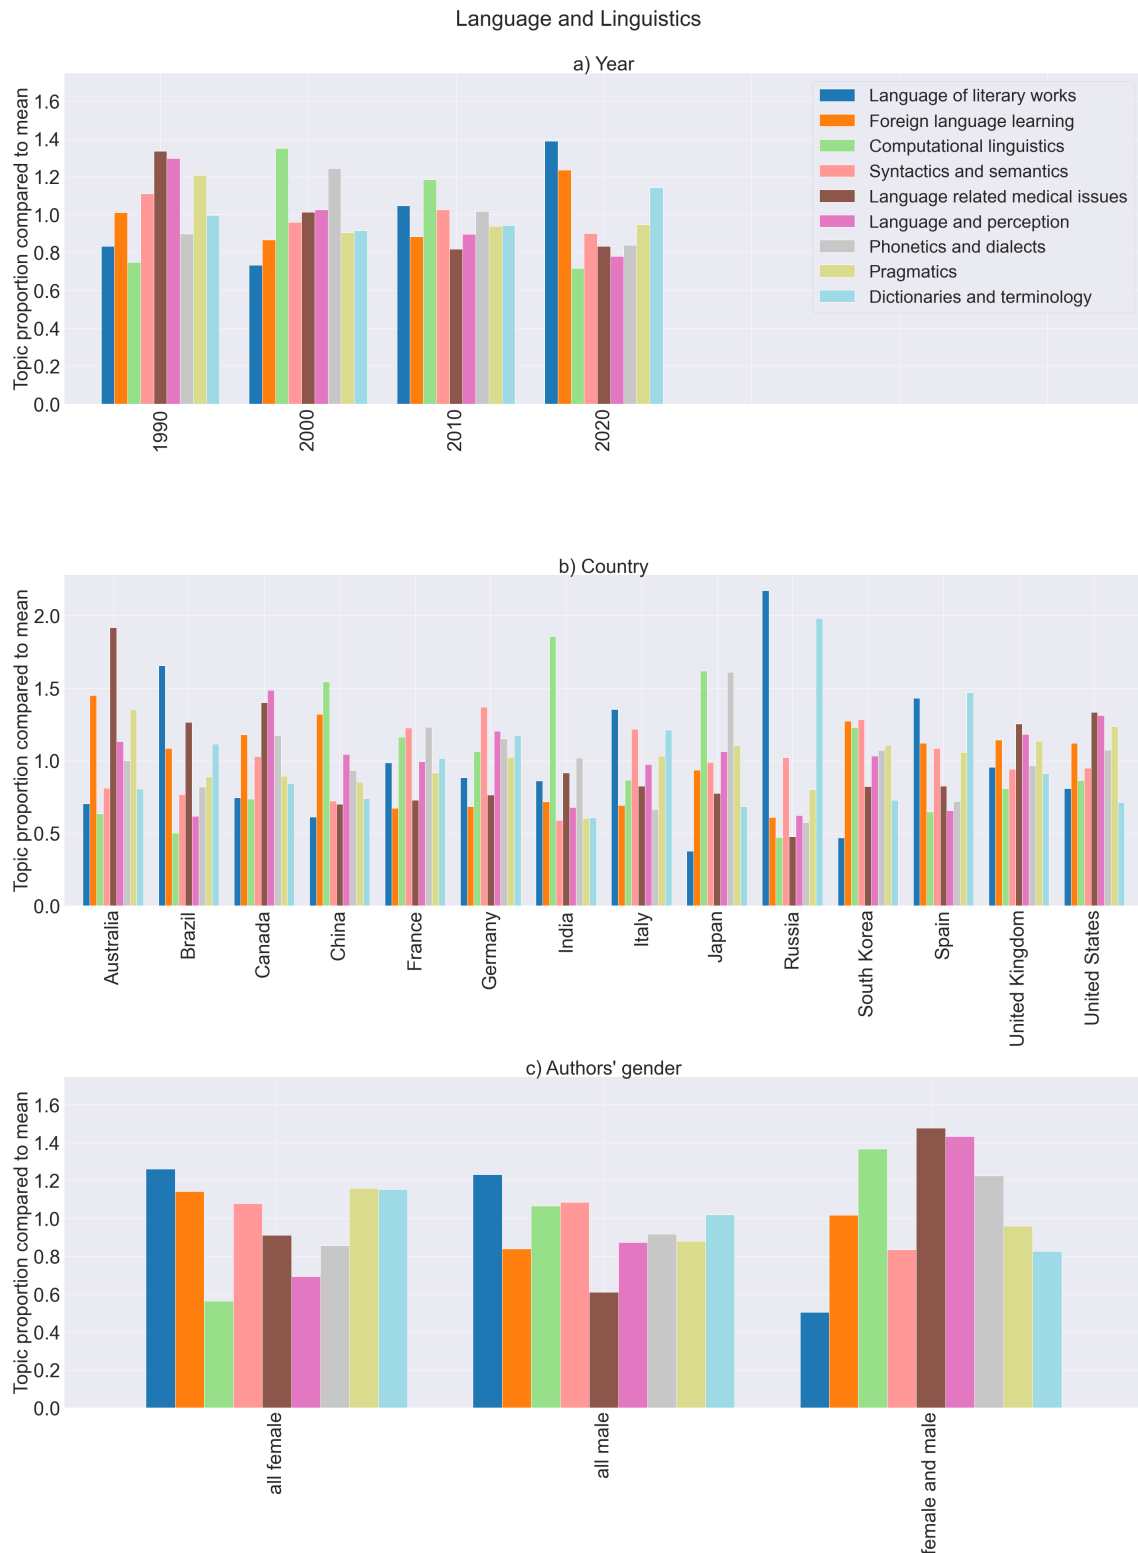 Language and Linguistics
a) Year
Topic proportion compared to mean
1.6
1.4
1.2
1.0
0.8
0.6
0.4
0.2
0.0
Language of literary works
Foreign language learning
Computational linguistics
Syntactics and semantics
Language related medical issues
Language and perception
Phonetics and dialects
Pragmatics
Dictionaries and terminology
1990
2000
2010
2020
b) Country
Topic proportion compared to mean
2.0
1.5
1.0
0.5
0.0
Australia
Brazil
Canada
China
France
Germany
India
Italy
Japan
Russia
South Korea
Spain
United Kingdom
United States
c) Authors' gender
Topic proportion compared to mean
1.6
1.4
1.2
1.0
0.8
0.6
0.4
0.2
0.0
all female
all male
female and male